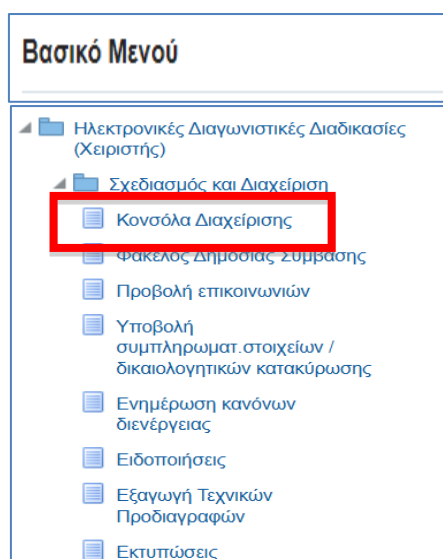 Βασικό Μενού
Ηλεκτρονικές Διαγωνιστικές Διαδικασίες
(Χειριστής)
Σχεδιασμός και Διαχείριση
Κονσόλα Διαχείρισης
Φάκελος Δημόσιας Σύμβασης
Προβολή επικοινωνιών
Υποβολή
συμπληρωματ.στοιχείων /
δικαιολογητικών κατακύρωσης
Ενημέρωση κανόνων
διενέργειας
Ειδοποιήσεις
Εξαγωγή Τεχνικών
Προδιαγραφών
Εκτυπώσεις